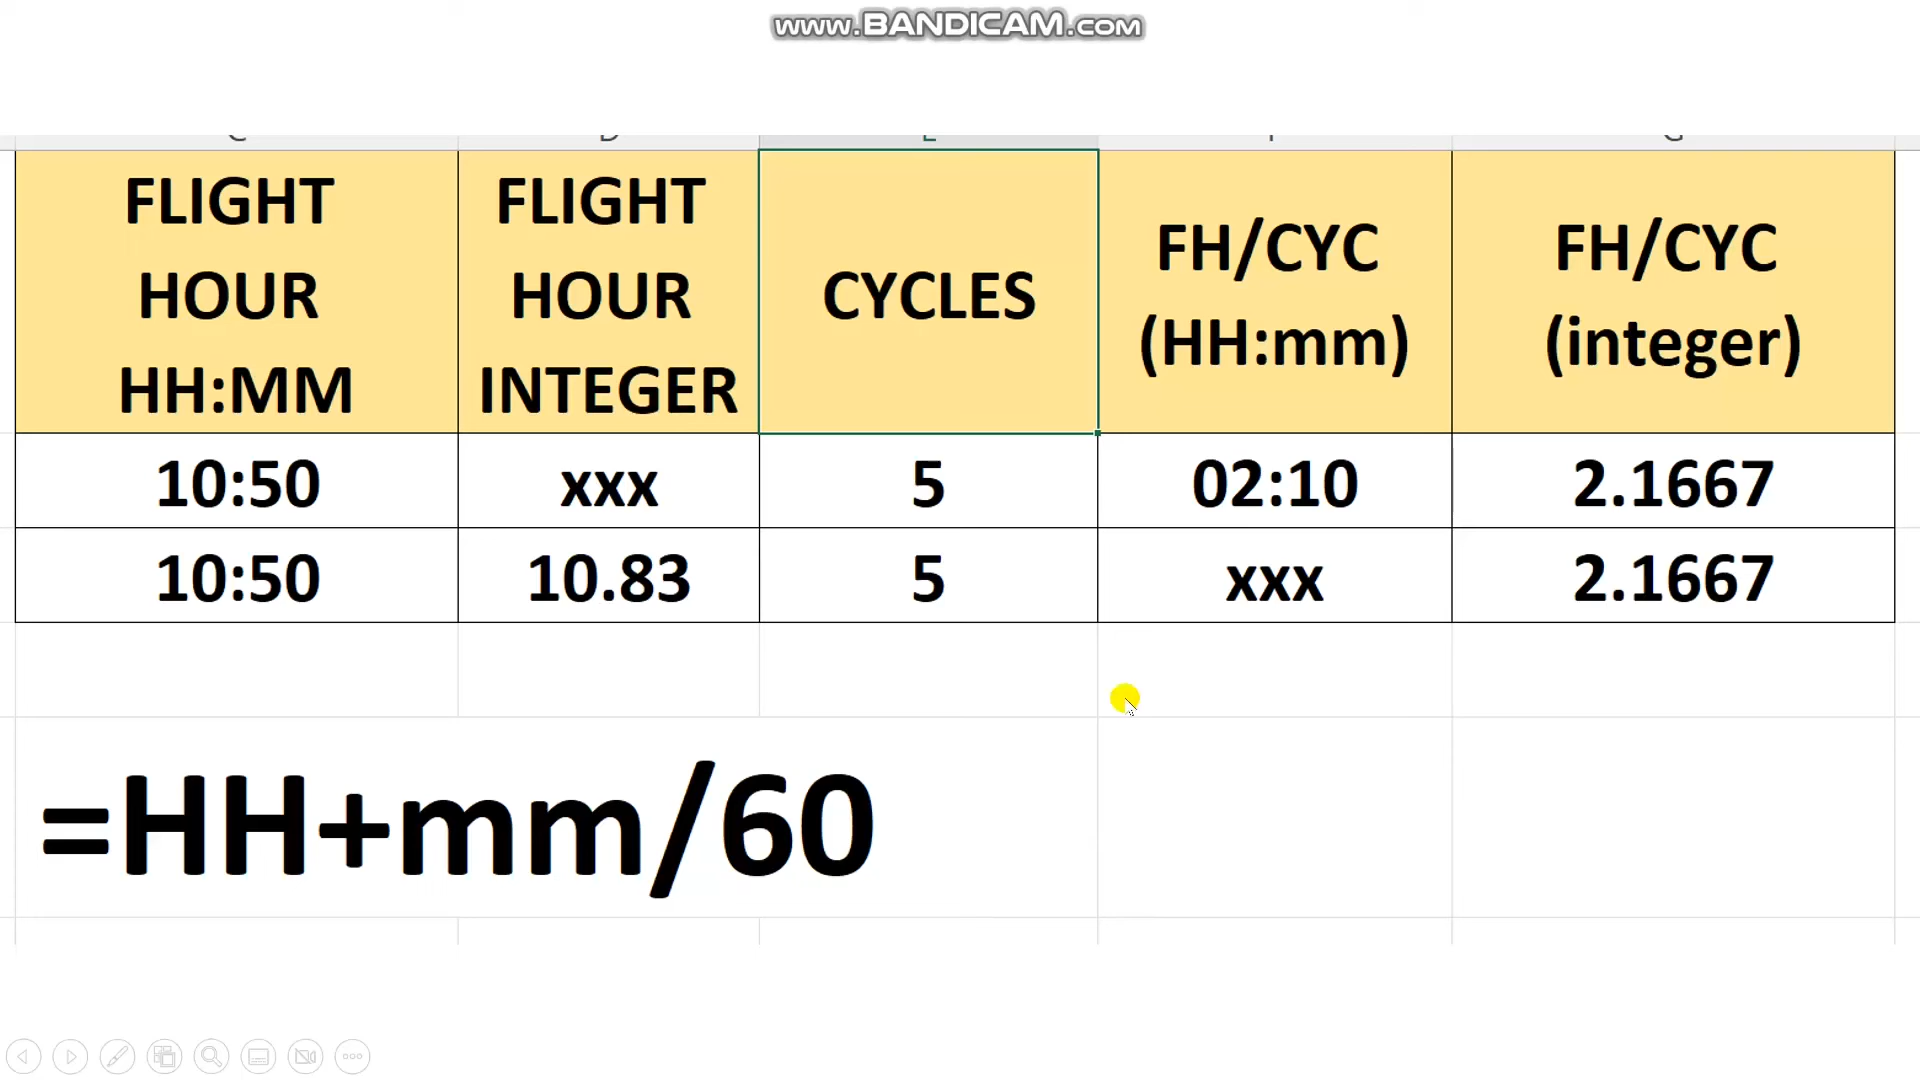 www.BANDICAM.com
C D E F G
FLIGHT
HOUR
HH:MM
FLIGHT
HOUR
INTEGER
CYCLES
FH/CYC
(HH:mm)
FH/CYC
(integer)
10:50 xxx 5 02:10 2.1667
10:50 10.83 5 xxx 2.1667
=HH+mm/60